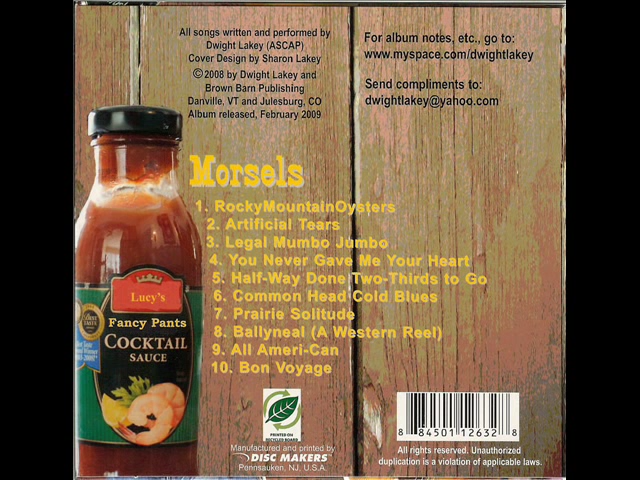 All songs written and performed by
Dwight Lakey (ASCAP)
Cover Design by Sharon Lakey
©2008 by Dwight Lakey and
Brown Barn Publishing
Danville, VT and Julesburg, CO
Album released, February 2009
For album notes, etc., go to:
www.myspace.com/dwightlakey
Send compliments to:
dwightlakey@yahoo.com
Morsels
1. RockyMountainOysters
2. Artificial Tears
3. Legal Mumbo Jumbo
4. You Never Gave Me Your Heart
5. Half-Way Done Two-Thirds to Go
6. Common Head Cold Blues
7. Prairie Solitude
8. Ballyneal (A Western Reel)
9. All Ameri-Can
10. Bon Voyage
Lucy's
Fancy Pants
COCKTAIL
SAUCE
PRINTED ON
RECYCLED BOARD
Manufactured and printed by
DISC MAKERS
Pennsauken, NJ, U.S.A.
8 84501 12632 8
All rights reserved. Unauthorized
duplication is a violation of applicable laws.